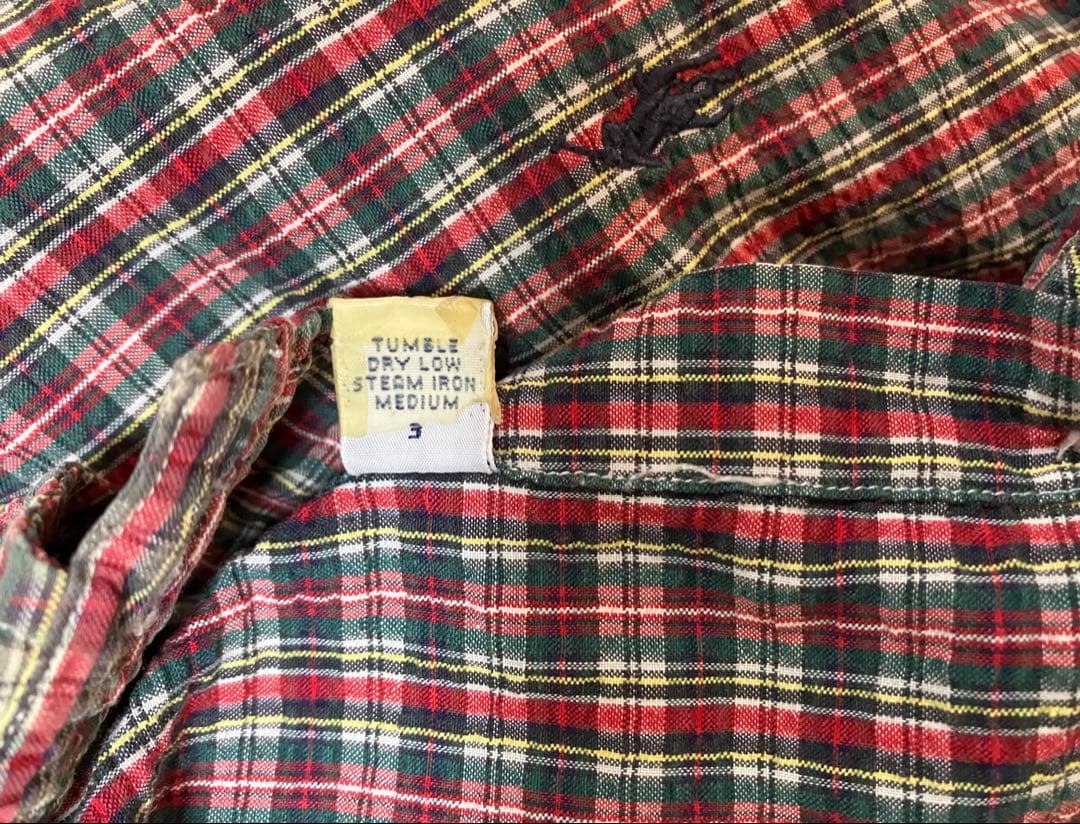 TUMBLE
DRY LOW
STEAM IRON
MEDIUM
3